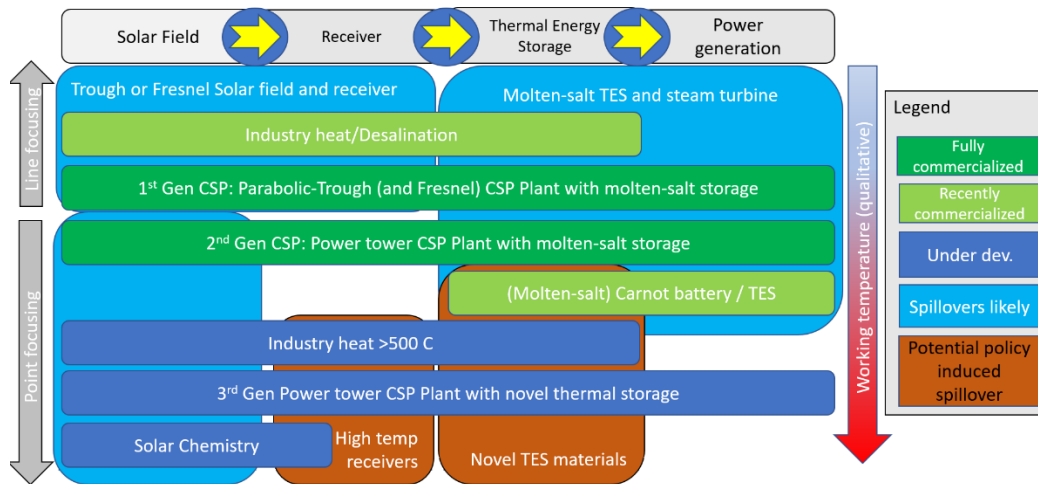 Solar Field
Receiver
Thermal Energy
Storage
Power
generation
Line focusing
Point focusing
Trough or Fresnel Solar field and receiver
Molten-salt TES and steam turbine
Industry heat/Desalination
1st Gen CSP: Parabolic-Trough (and Fresnel) CSP Plant with molten-salt storage
2nd Gen CSP: Power tower CSP Plant with molten-salt storage
(Molten-salt) Carnot battery / TES
Industry heat >500 C
3rd Gen Power tower CSP Plant with novel thermal storage
Solar Chemistry
High temp
receivers
Novel TES materials
Working temperature (qualitative)
Legend
Fully
commercialized
Recently
commercialized
Under dev.
Spillovers likely
Potential policy
induced
spillover